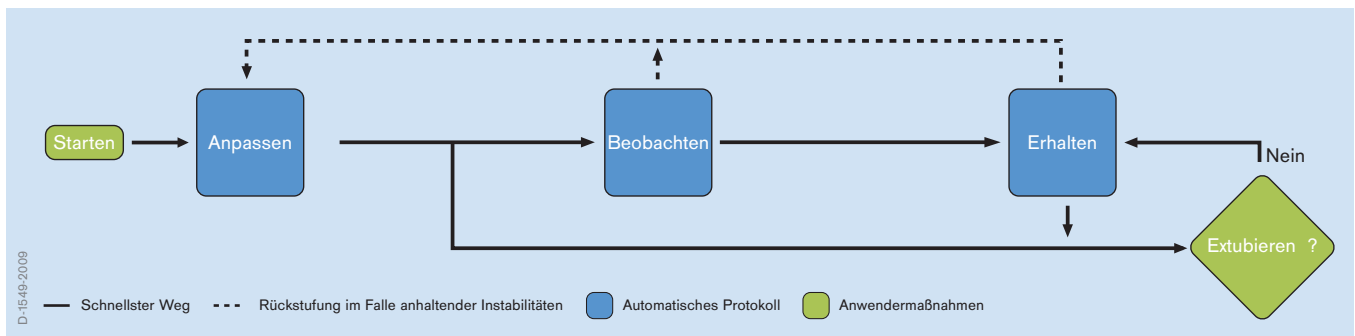 Starten
Anpassen
Beobachten
Erhalten
Nein
Extubieren ?
D-1549-2009
Schnellster Weg
Rückstufung im Falle anhaltender Instabilitäten
Automatisches Protokoll
Anwendermaßnahmen